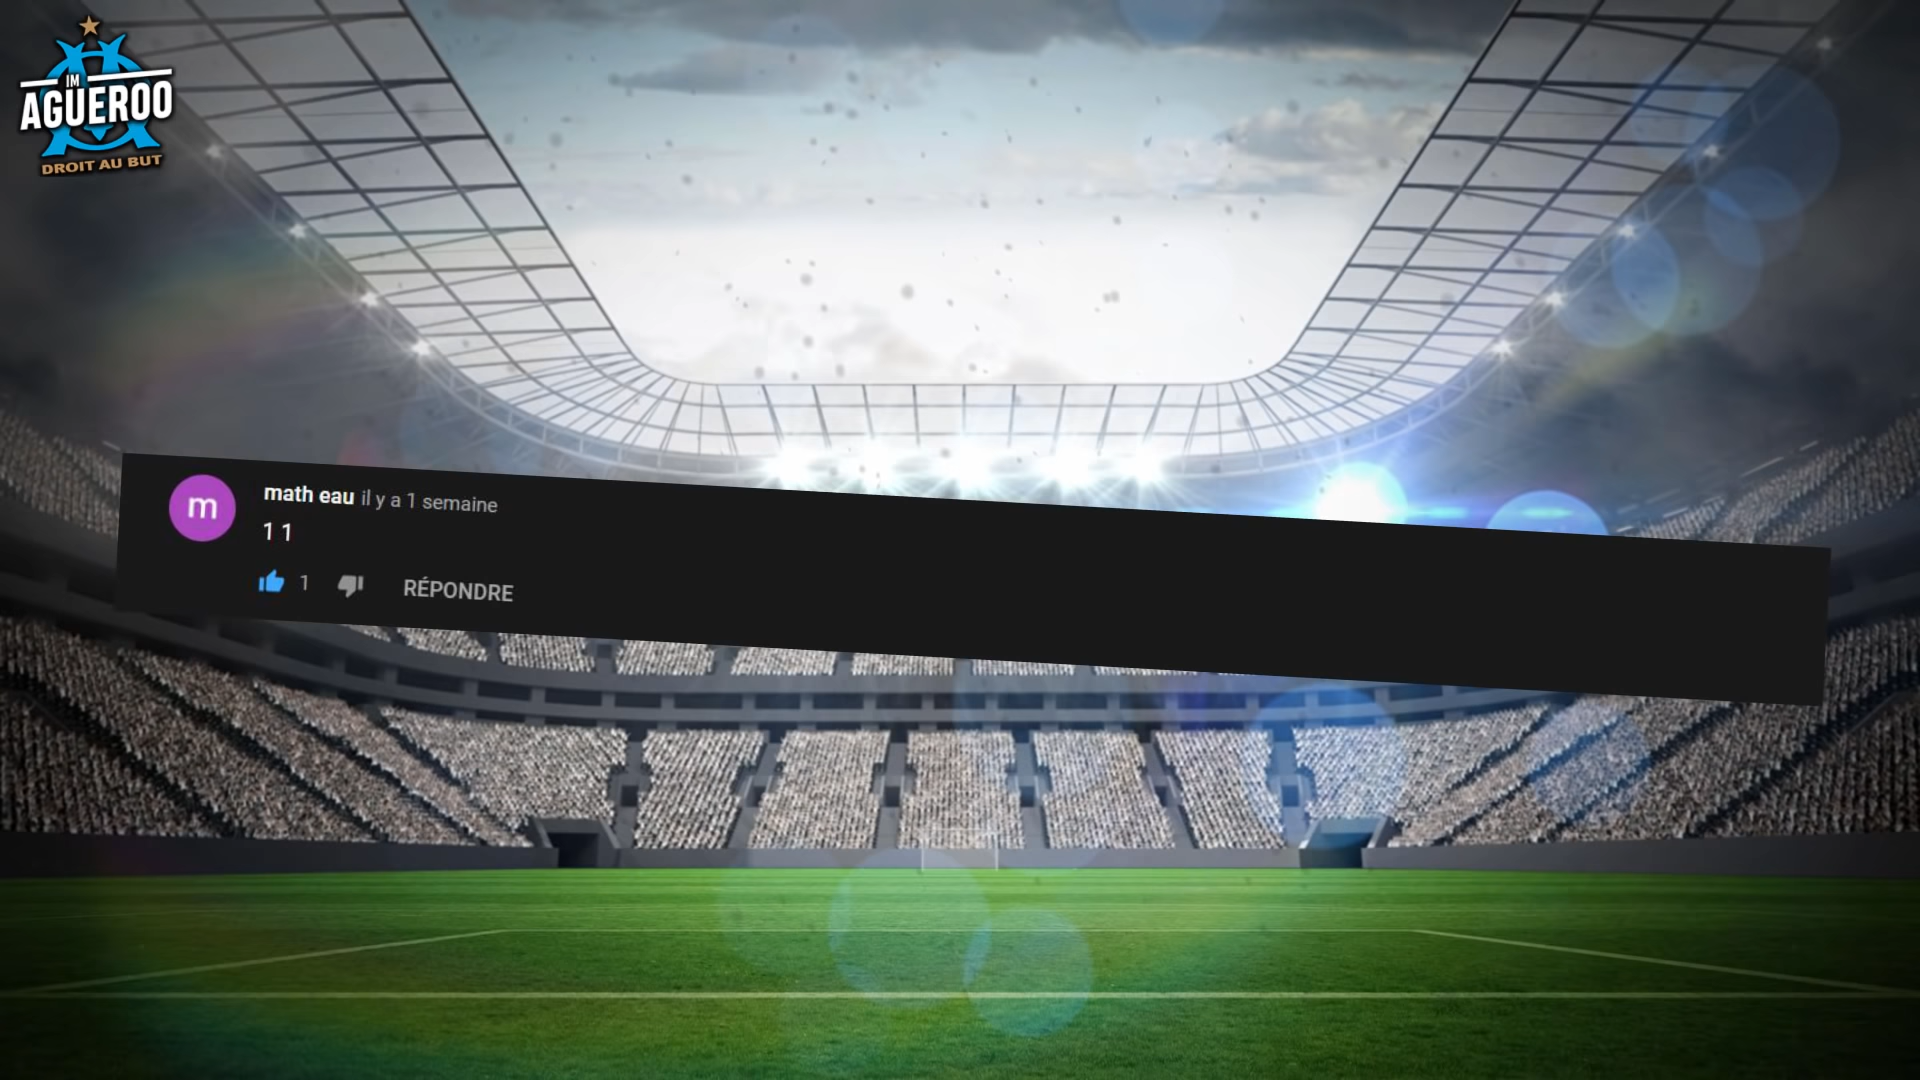 IM
AGUEROO
DROIT AU BUT
m
math eau il y a 1 semaine
1 1
1
RÉPONDRE